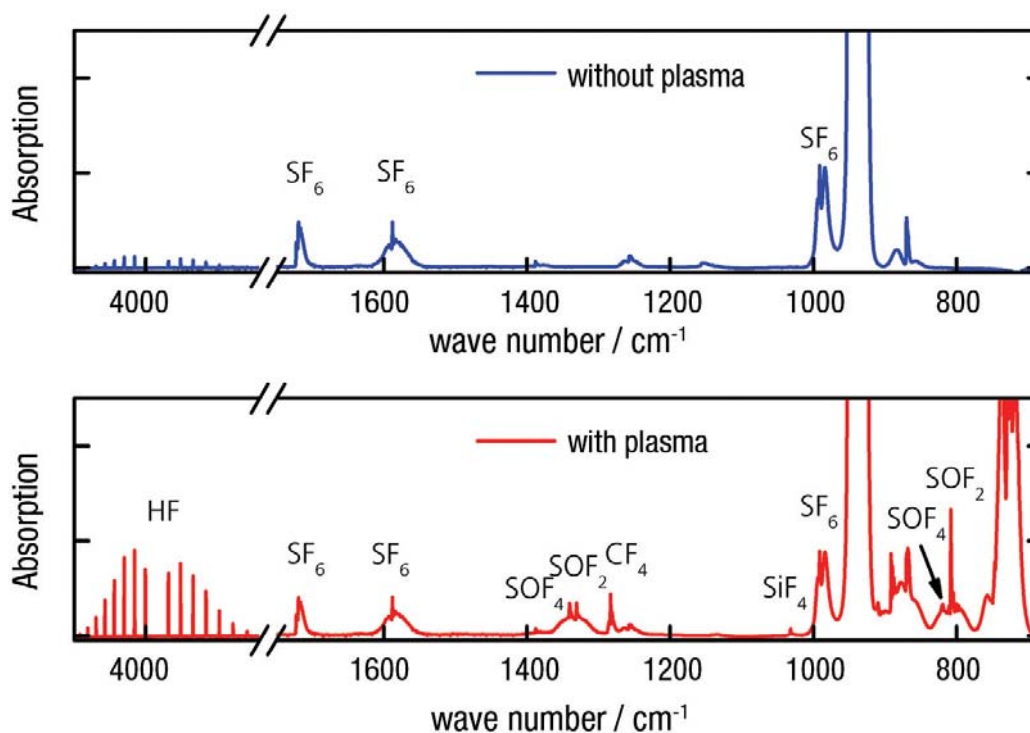 without plasma
Absorption
SF₆ SF₆ SF₆
4000 1600 1400 1200 1000 800
wave number / cm⁻¹
with plasma
Absorption
HF SF₆ SF₆ SOF₄ SOF₂ CF₄ SiF₄ SF₆ SOF₄ SOF₂
4000 1600 1400 1200 1000 800
wave number / cm⁻¹